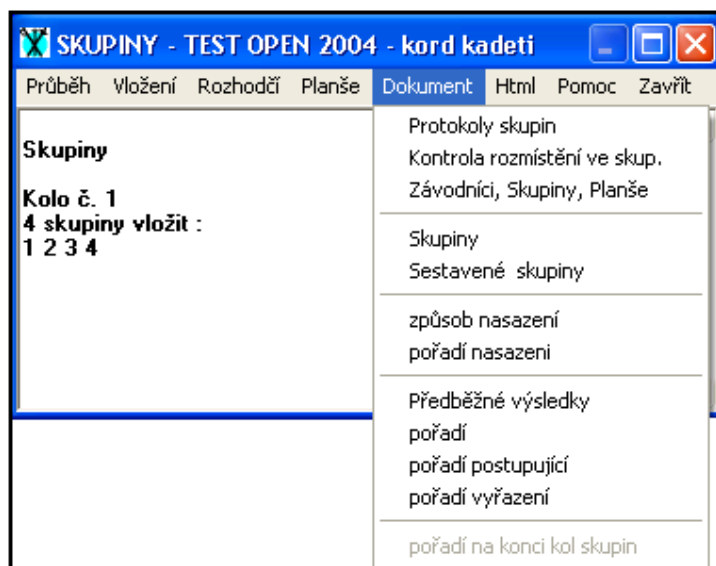 SKUPINY - TEST OPEN 2004 - kord kadeti
Průběh Vložení Rozhodčí Planše Dokument Html Pomoc Zavřít
Skupiny
Kolo č. 1
4 skupiny vložit :
1 2 3 4
Protokoly skupin
Kontrola rozmístění ve skup.
Závodníci, Skupiny, Planše
Skupiny
Sestavené skupiny
způsob nasazení
pořadí nasazeni
Předběžné výsledky
pořadí
pořadí postupující
pořadí vyřazení
pořadí na konci kol skupin